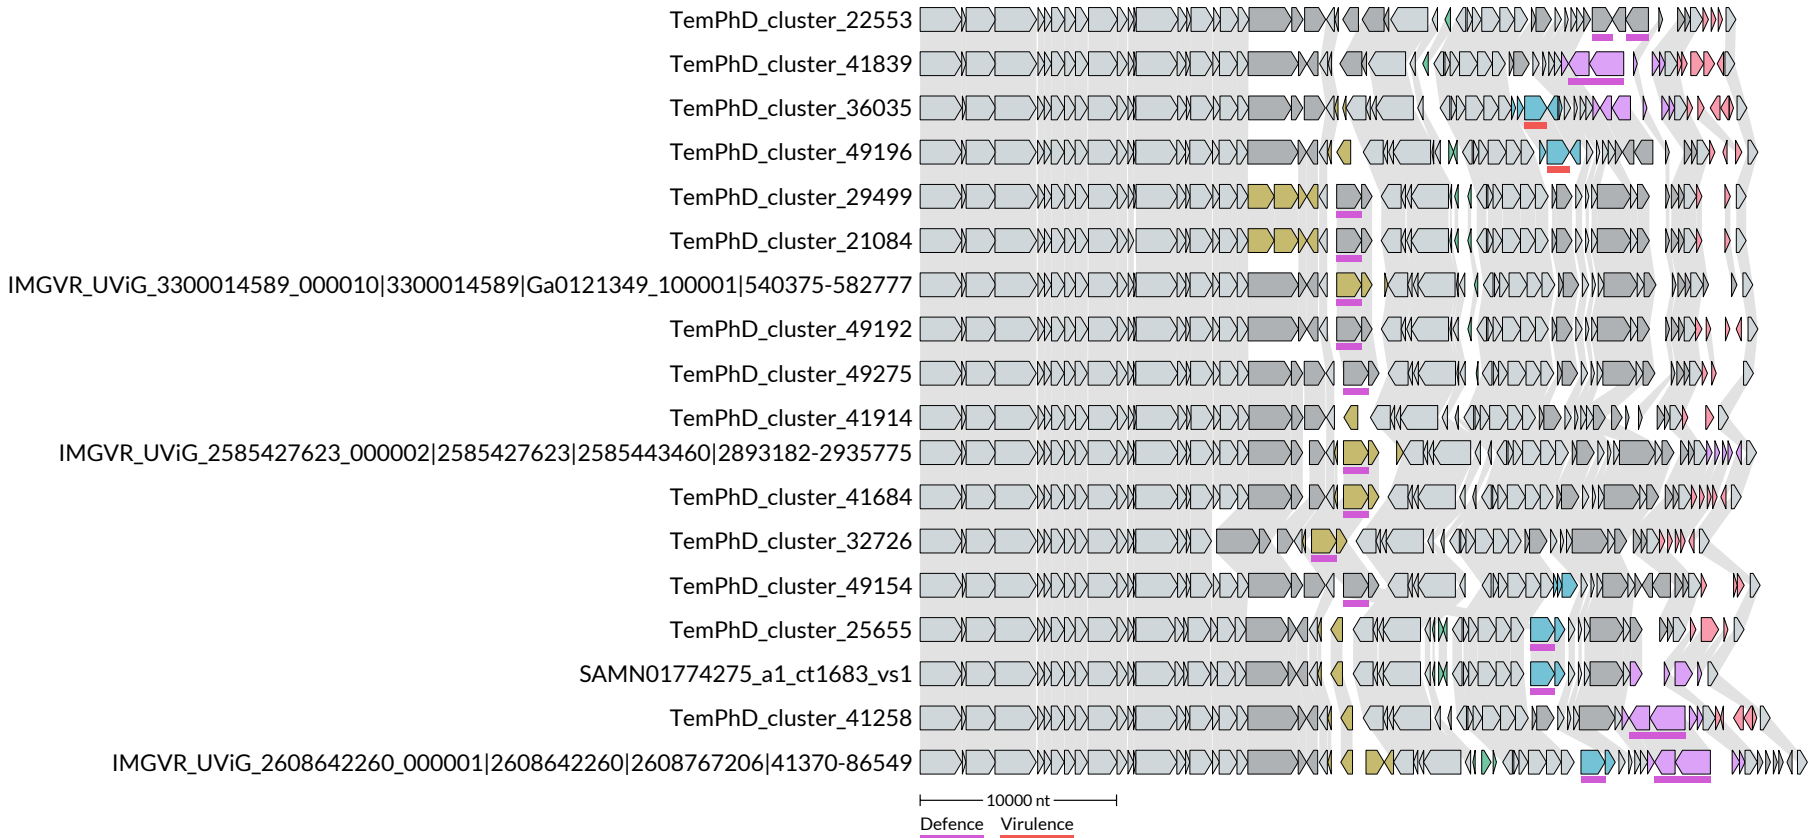 TemPhD_cluster_22553
TemPhD_cluster_41839
TemPhD_cluster_36035
TemPhD_cluster_49196
TemPhD_cluster_29499
TemPhD_cluster_21084
IMGVR_UViG_3300014589_000010|3300014589|Ga0121349_100001|540375-582777
TemPhD_cluster_49192
TemPhD_cluster_49275
TemPhD_cluster_41914
IMGVR_UViG_2585427623_000002|2585427623|2585443460|2893182-2935775
TemPhD_cluster_41684
TemPhD_cluster_32726
TemPhD_cluster_49154
TemPhD_cluster_25655
SAMN01774275_a1_ct1683_vs1
TemPhD_cluster_41258
IMGVR_UViG_2608642260_000001|2608642260|2608767206|41370-86549
10000 nt
Defence Virulence